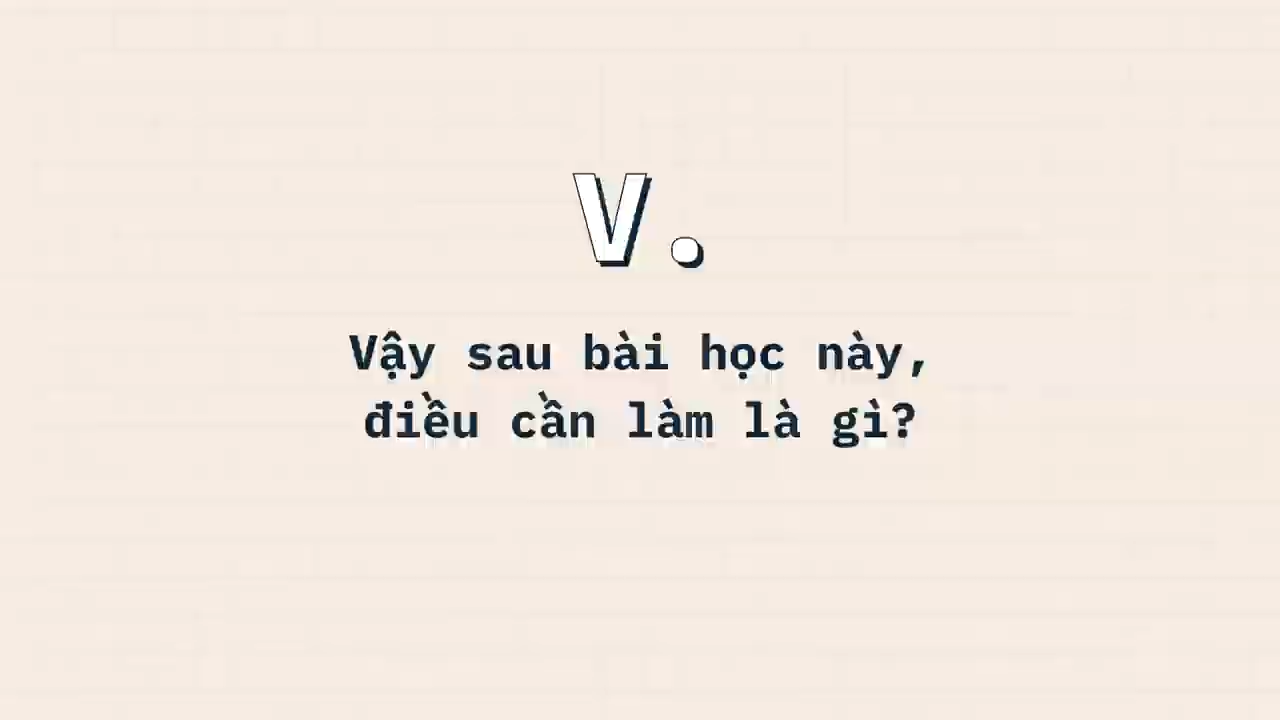 V.
Vậy sau bài học này,
điều cần làm là gì?